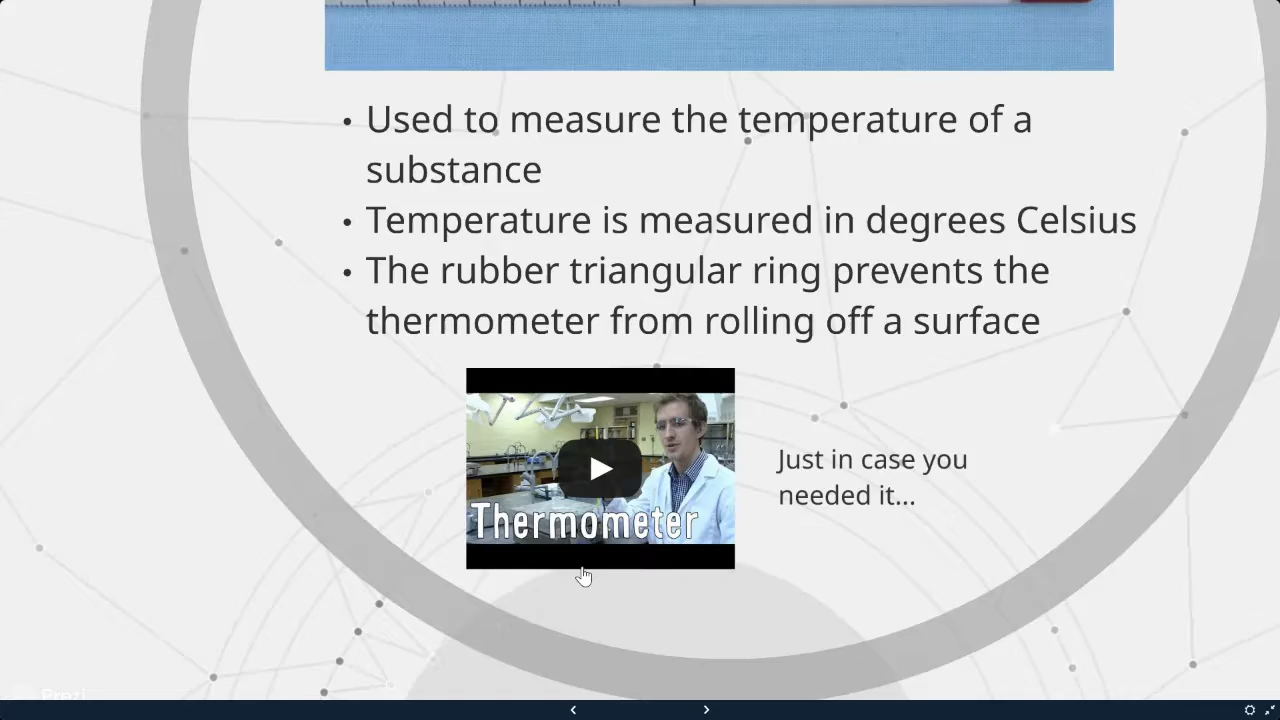 • Used to measure the temperature of a
substance
• Temperature is measured in degrees Celsius
• The rubber triangular ring prevents the
thermometer from rolling off a surface
Thermometer
Just in case you
needed it...
Prezi